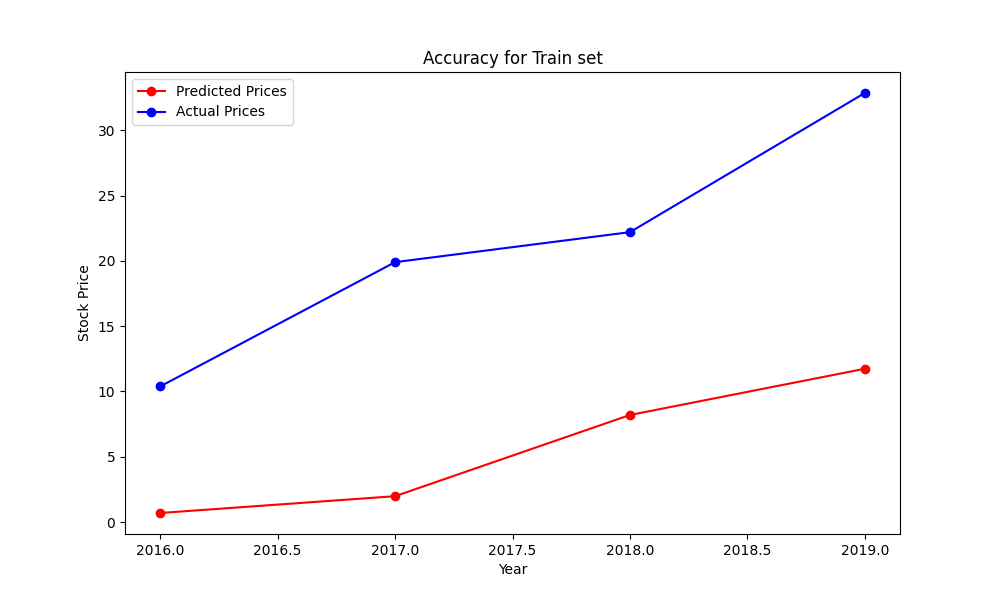 Accuracy for Train set
Predicted Prices
Actual Prices
Stock Price
30
25
20
15
10
5
0
2016.0 2016.5 2017.0 2017.5 2018.0 2018.5 2019.0
Year